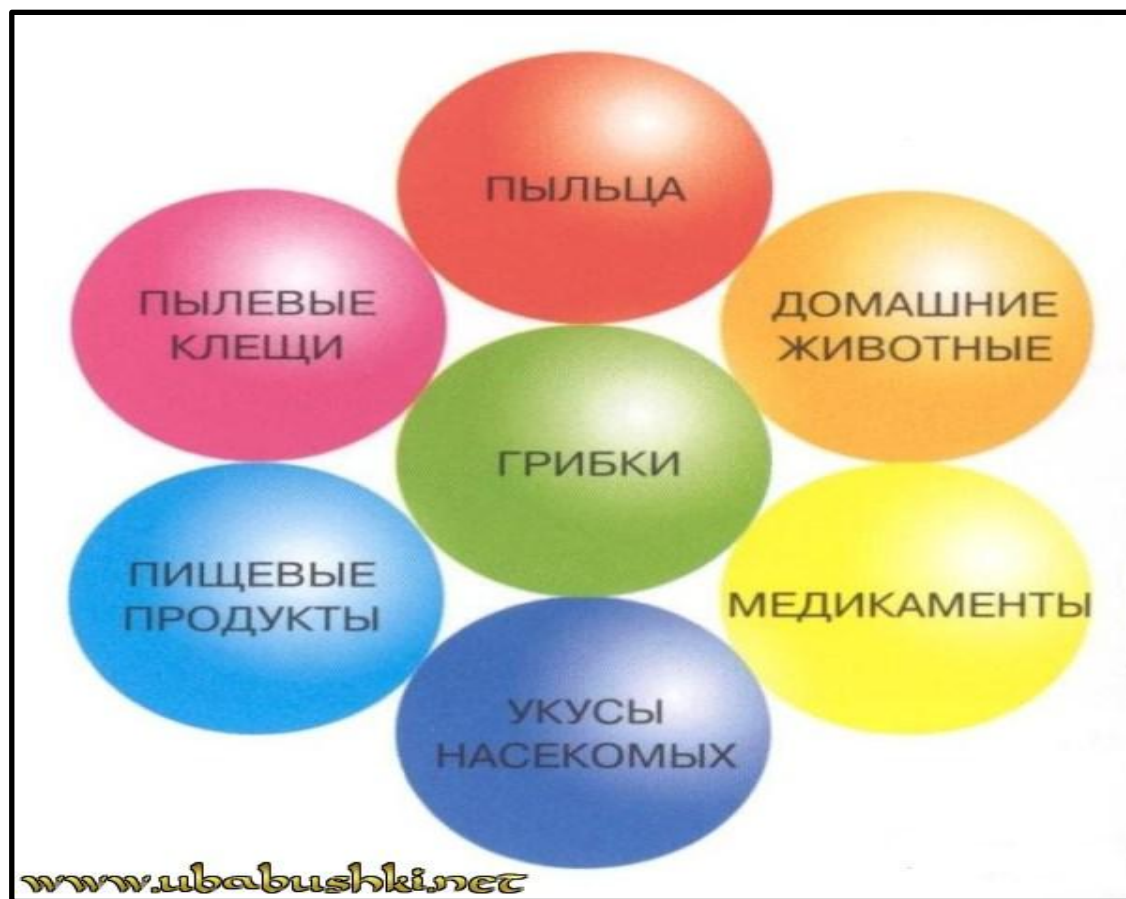 ПЫЛЬЦА
ПЫЛЕВЫЕ
КЛЕЩИ
ДОМАШНИЕ
ЖИВОТНЫЕ
ГРИБКИ
ПИЩЕВЫЕ
ПРОДУКТЫ
МЕДИКАМЕНТЫ
УКУСЫ
НАСЕКОМЫХ
www.ubabushki.net